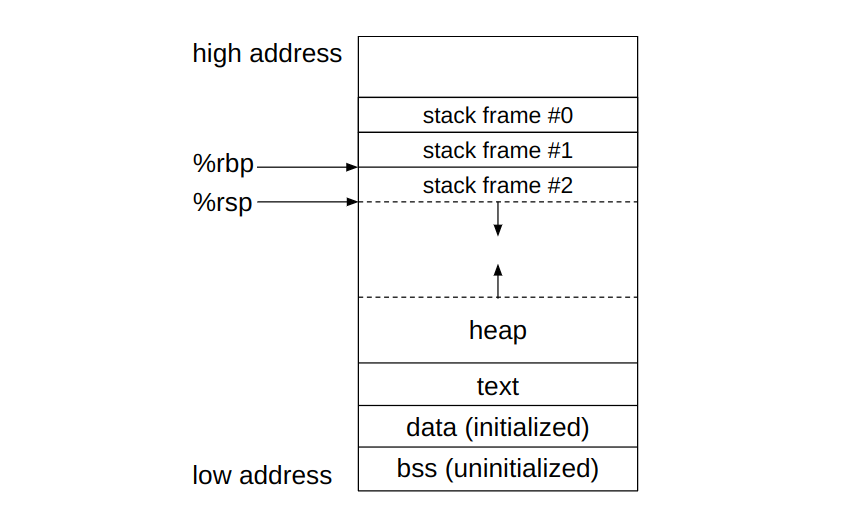 high address
stack frame #0
stack frame #1
%rbp
stack frame #2
%rsp
heap
text
data (initialized)
bss (uninitialized)
low address